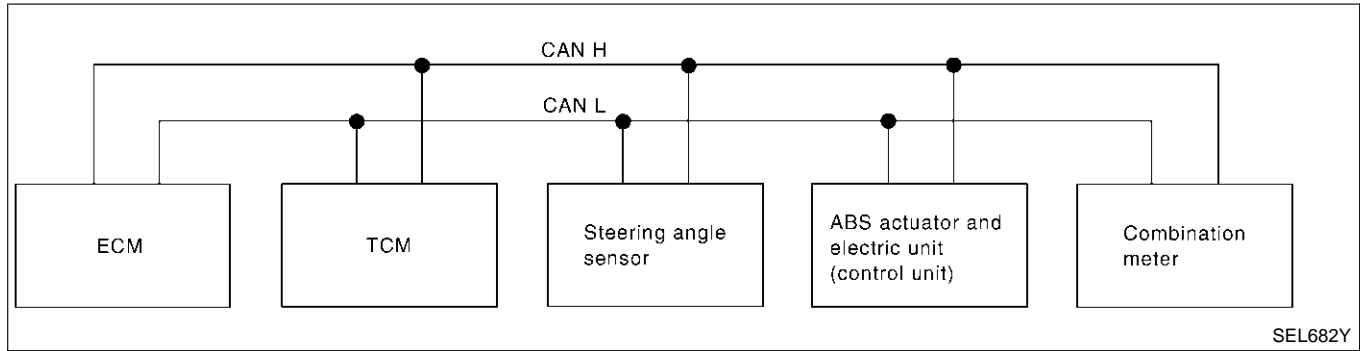 CAN H
CAN L
ECM
TCM
Steering angle
sensor
ABS actuator and
electric unit
(control unit)
Combination
meter
SEL682Y